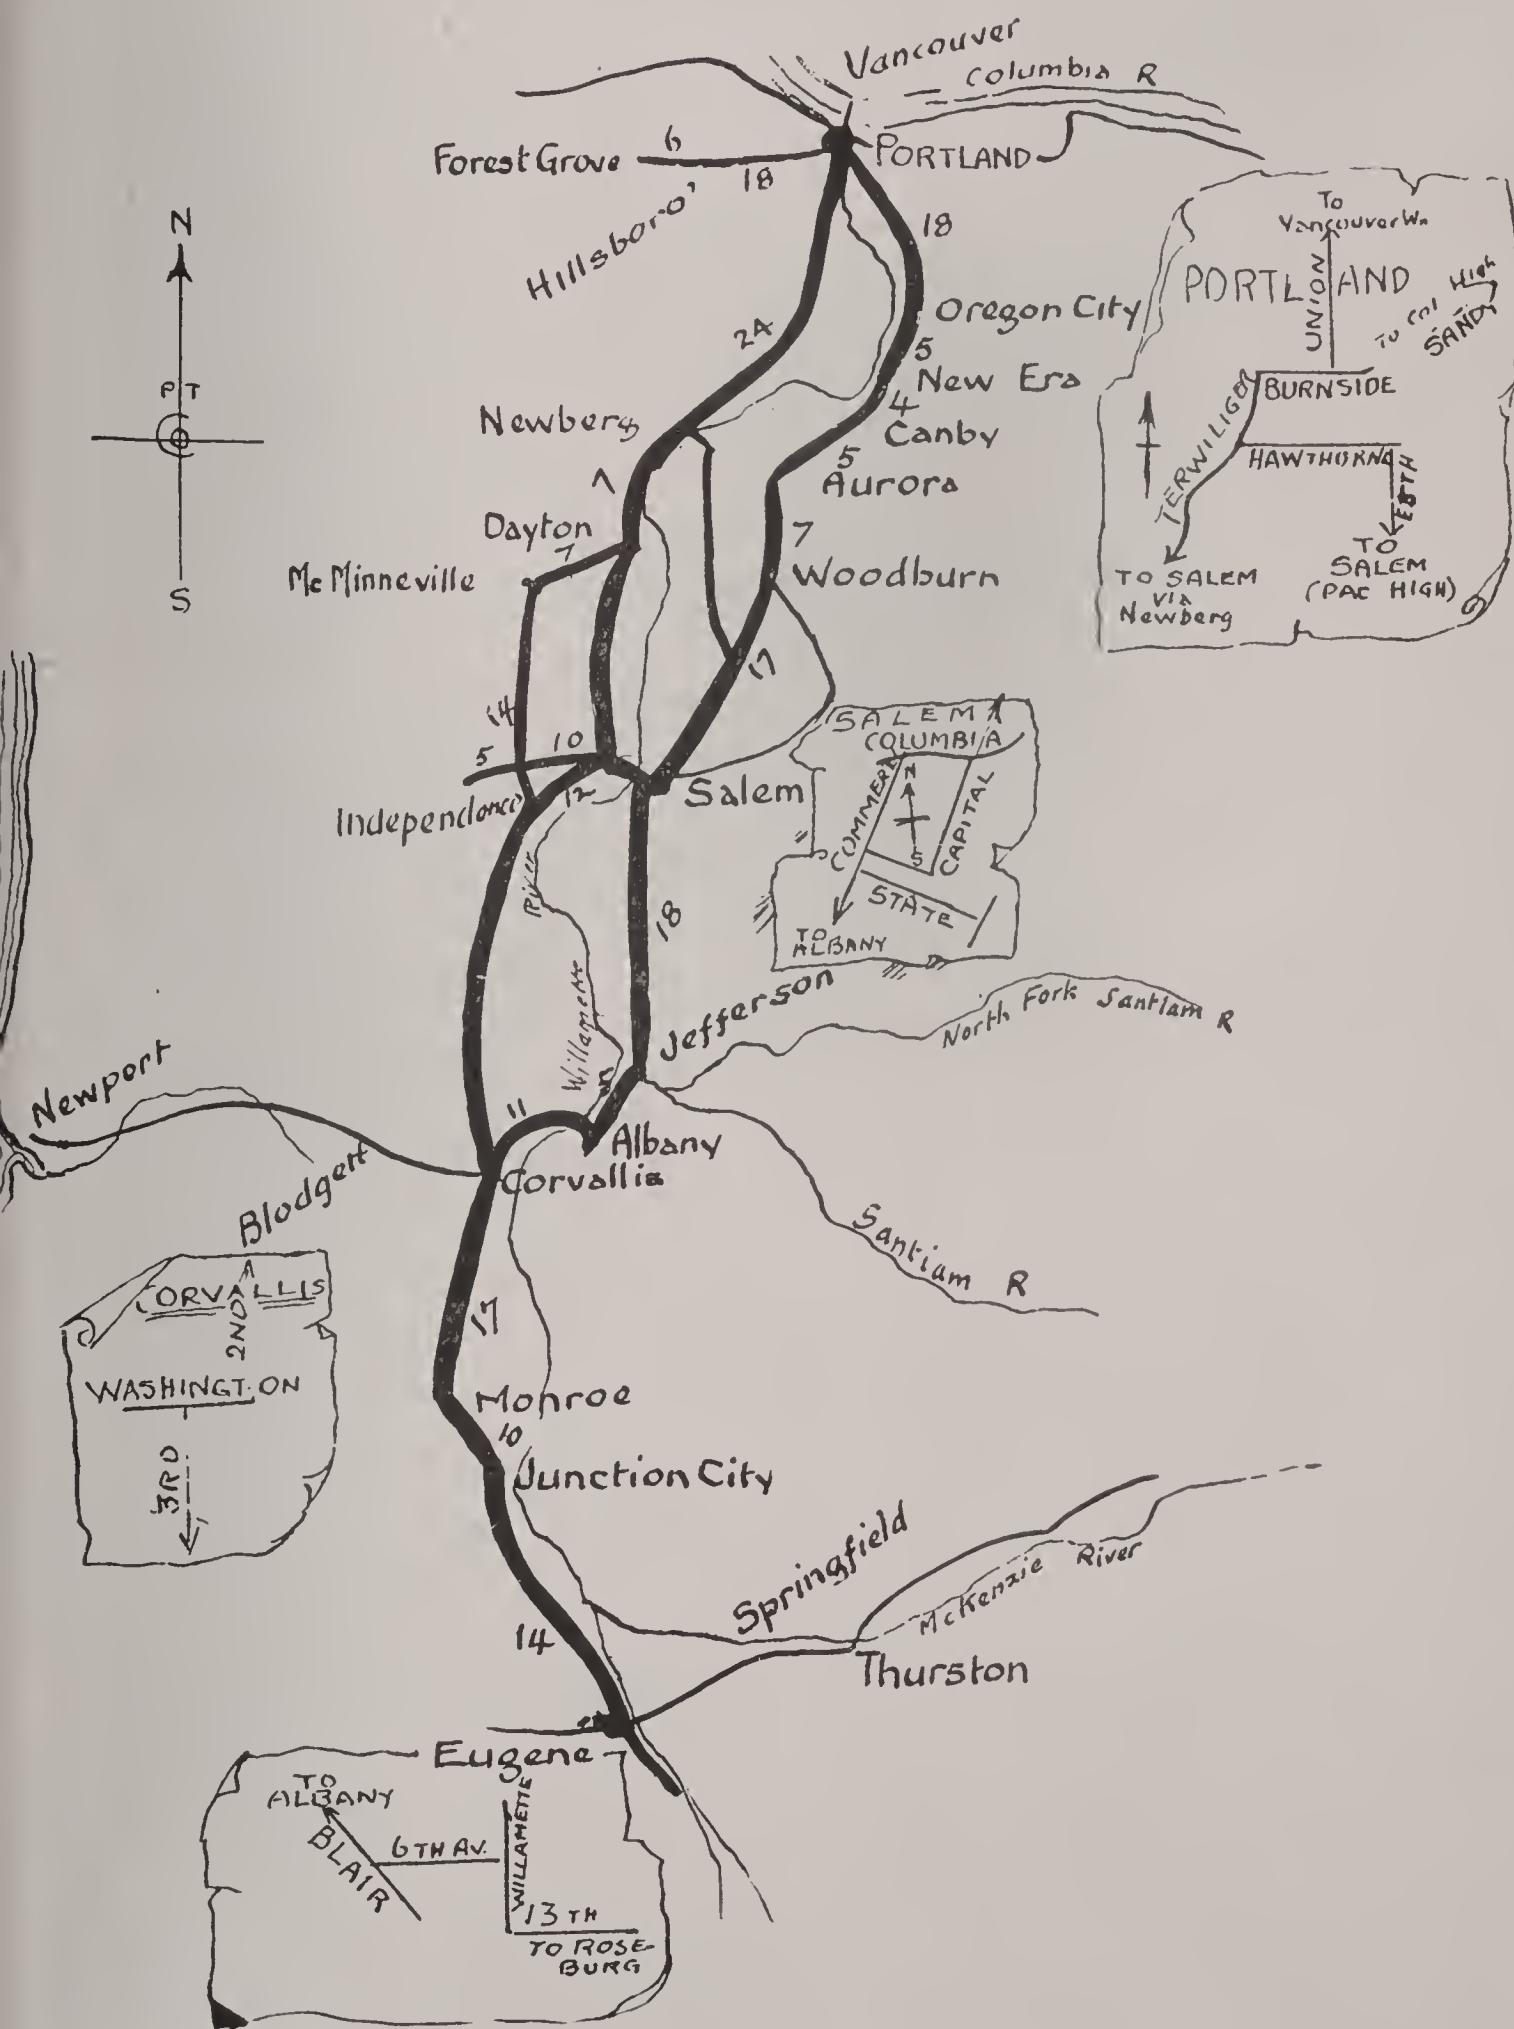 Vancouver
Columbia R
PORTLAND
Forest Grove
6
18
Hillsboro'
18
N
PT
S
24
Oregon City
5
New Era
4
Canby
5
Aurora
Newberg
7
Dayton
7
McMinneville
7
Woodburn
17
14
5
10
12
Independence
Salem
River
Willamette
18
Jefferson
North Fork Santiam R
Newport
11
Albany
Corvallis
Blodgett
Santiam R
17
Monroe
10
Junction City
14
Springfield
McKenzie River
Thurston
Eugene
To
Vancouver Wn
PORTLAND
UNION
TO Col HIGH
SANDY
BURNSIDE
TERWILIGER
HAWTHORNE
E8TH
TO SALEM
VIA
Newberg
TO
SALEM
(PAC HIGH)
SALEM
COLUMBIA
COMMER
N
S
CAPITAL
STATE
TO
ALBANY
CORVALLIS
2ND
WASHINGTON
3RD
TO
ALBANY
BLAIR
6TH AV.
WILLAMETTE
13TH
TO ROSE-
BURG